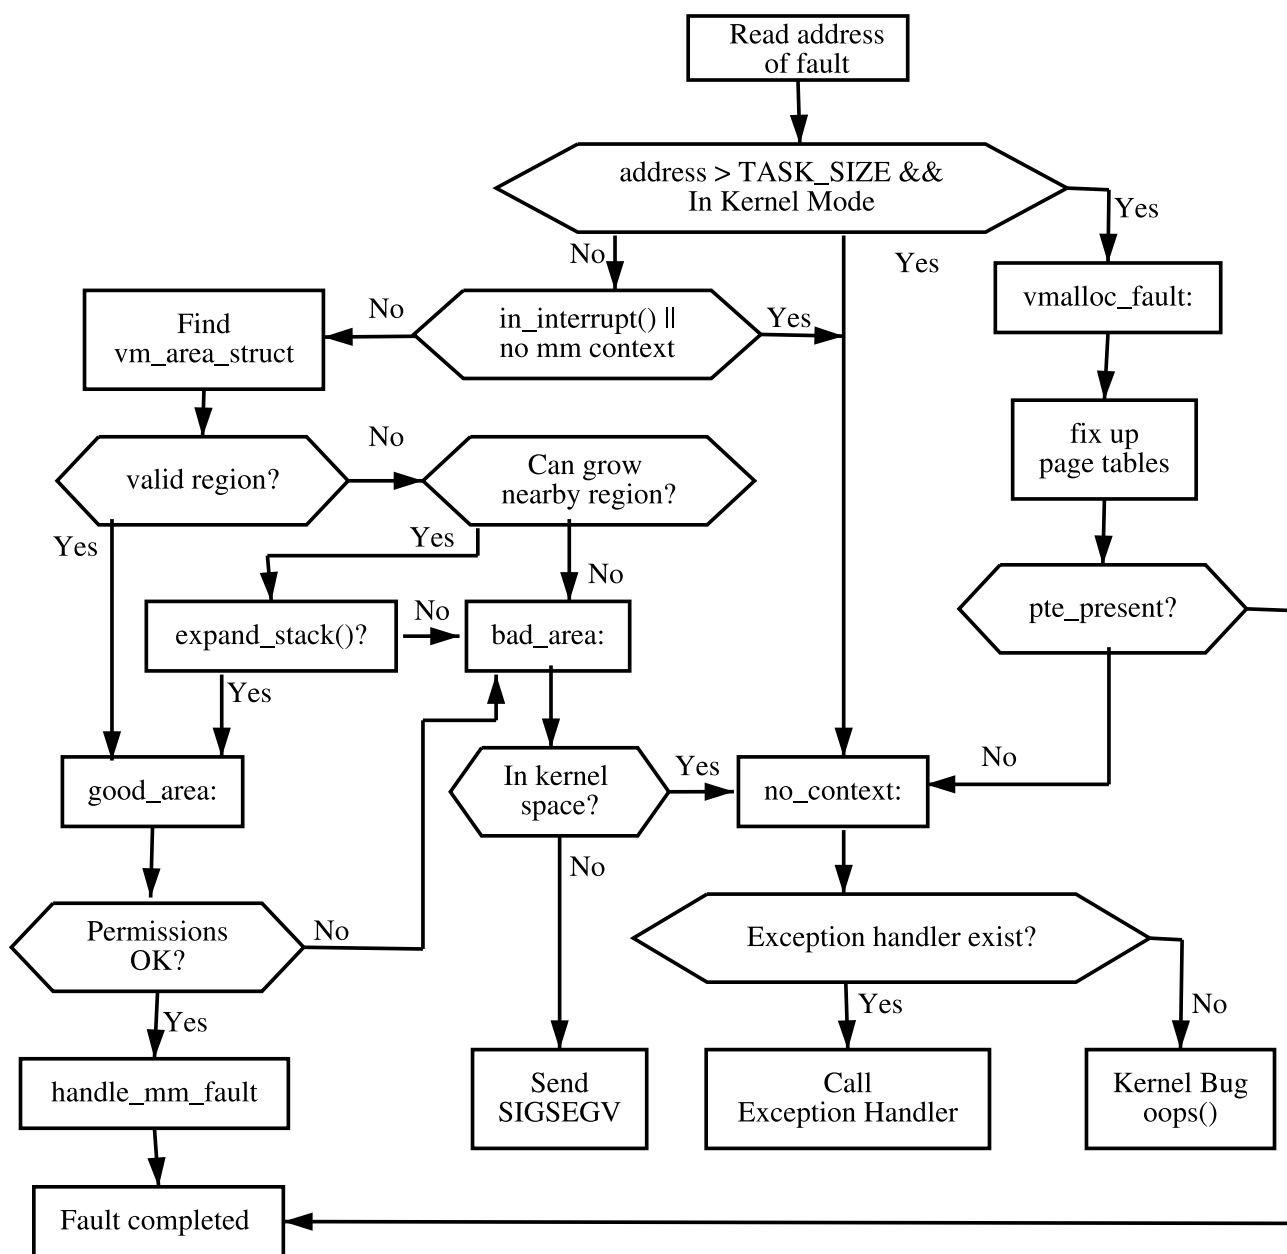 Read address
of fault
address > TASK_SIZE &&
In Kernel Mode
Yes
No
Yes
vmalloc_fault:
Find
vm_area_struct
No
in_interrupt() ||
no mm context
Yes
fix up
page tables
valid region?
No
Can grow
nearby region?
Yes
Yes
No
pte_present?
expand_stack()?
No
bad_area:
Yes
good_area:
In kernel
space?
Yes
no_context:
No
No
Permissions
OK?
No
Exception handler exist?
Yes
Yes
No
handle_mm_fault
Send
SIGSEGV
Call
Exception Handler
Kernel Bug
oops()
Fault completed